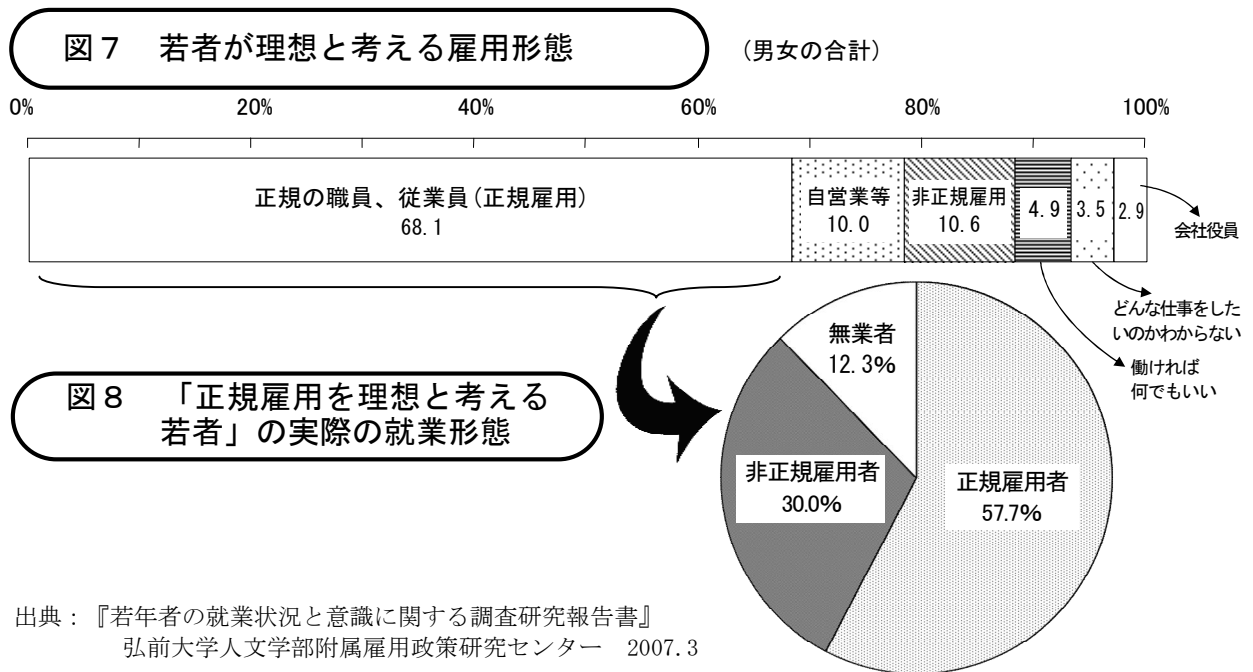 図７　若者が理想と考える雇用形態
(男女の合計)
0%　20%　40%　60%　80%　100%
正規の職員、従業員(正規雇用)
68.1
自営業等
10.0
非正規雇用
10.6
4.9
3.5
2.9
会社役員
どんな仕事をした
いのかわからない
働ければ
何でもいい
図８　「正規雇用を理想と考える
若者」の実際の就業形態
無業者
12.3%
非正規雇用者
30.0%
正規雇用者
57.7%
出典：『若年者の就業状況と意識に関する調査研究報告書』
弘前大学人文学部附属雇用政策研究センター　2007.3